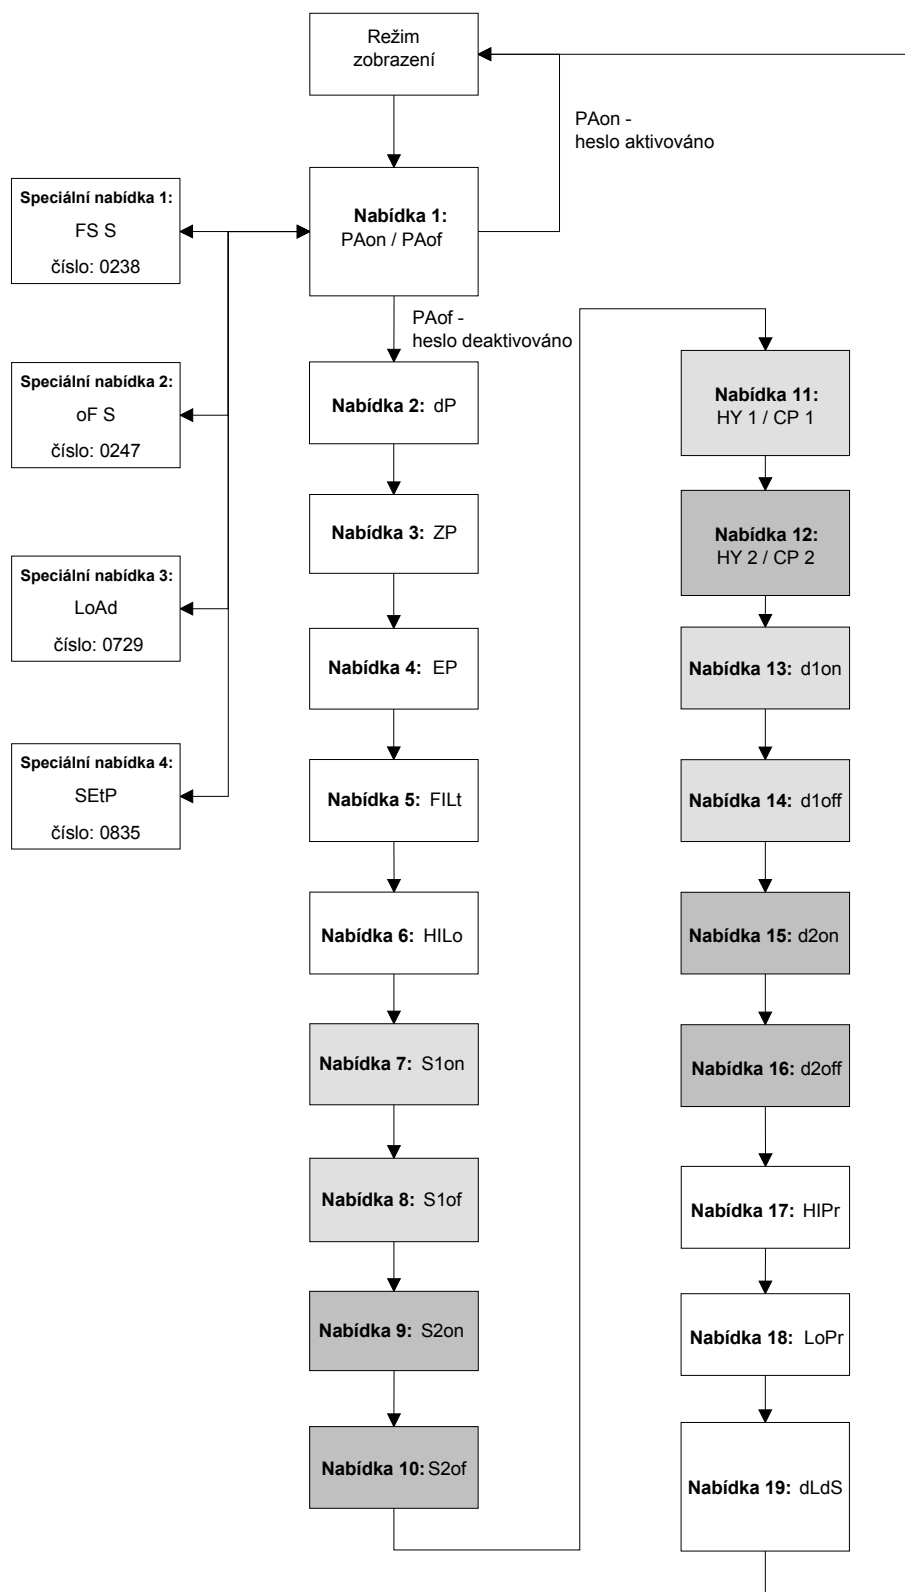 Režim
zobrazení
PAon -
heslo aktivováno
Speciální nabídka 1:
FS S
číslo: 0238
Nabídka 1:
PAon / PAof
PAof -
heslo deaktivováno
Speciální nabídka 2:
oF S
číslo: 0247
Nabídka 2: dP
Nabídka 3: ZP
Speciální nabídka 3:
LoAd
číslo: 0729
Nabídka 4: EP
Speciální nabídka 4:
SEtP
číslo: 0835
Nabídka 5: FILt
Nabídka 6: HILo
Nabídka 7: S1on
Nabídka 8: S1of
Nabídka 9: S2on
Nabídka 10: S2of
Nabídka 11:
HY 1 / CP 1
Nabídka 12:
HY 2 / CP 2
Nabídka 13: d1on
Nabídka 14: d1off
Nabídka 15: d2on
Nabídka 16: d2off
Nabídka 17: HIPr
Nabídka 18: LoPr
Nabídka 19: dLdS